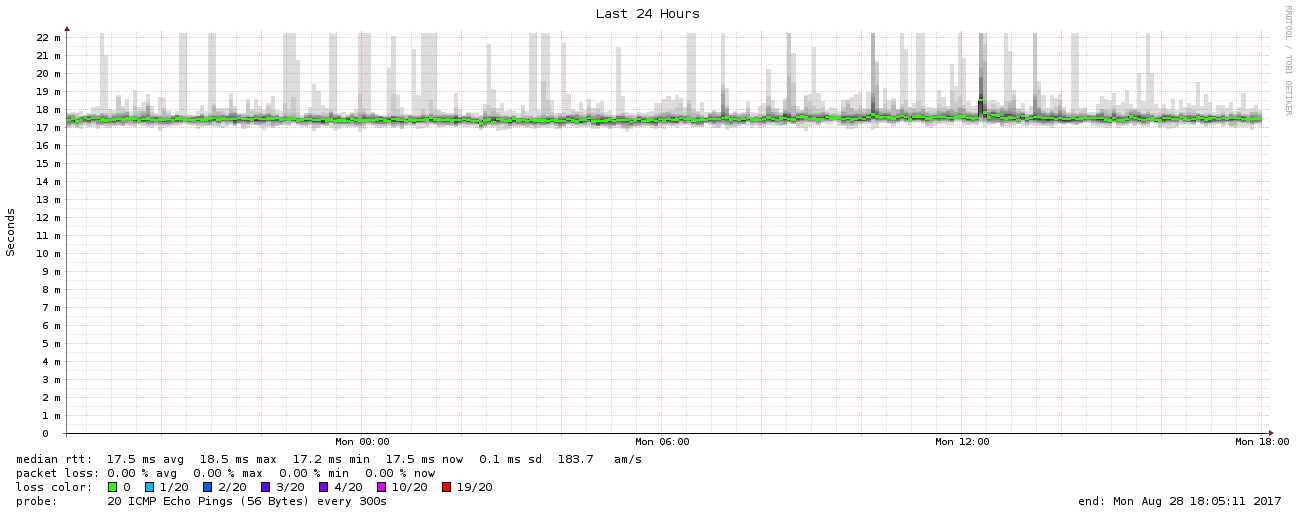 Last 24 Hours
RRDTOOL / TOBI OETIKER
Seconds
22 m
21 m
20 m
19 m
18 m
17 m
16 m
15 m
14 m
13 m
12 m
11 m
10 m
9 m
8 m
7 m
6 m
5 m
4 m
3 m
2 m
1 m
0
Mon 00:00 Mon 06:00 Mon 12:00 Mon 18:00
median rtt: 17.5 ms avg 18.5 ms max 17.2 ms min 17.5 ms now 0.1 ms sd 183.7 am/s
packet loss: 0.00 % avg 0.00 % max 0.00 % min 0.00 % now
loss color: 0 1/20 2/20 3/20 4/20 10/20 19/20
probe: 20 ICMP Echo Pings (56 Bytes) every 300s end: Mon Aug 28 18:05:11 2017